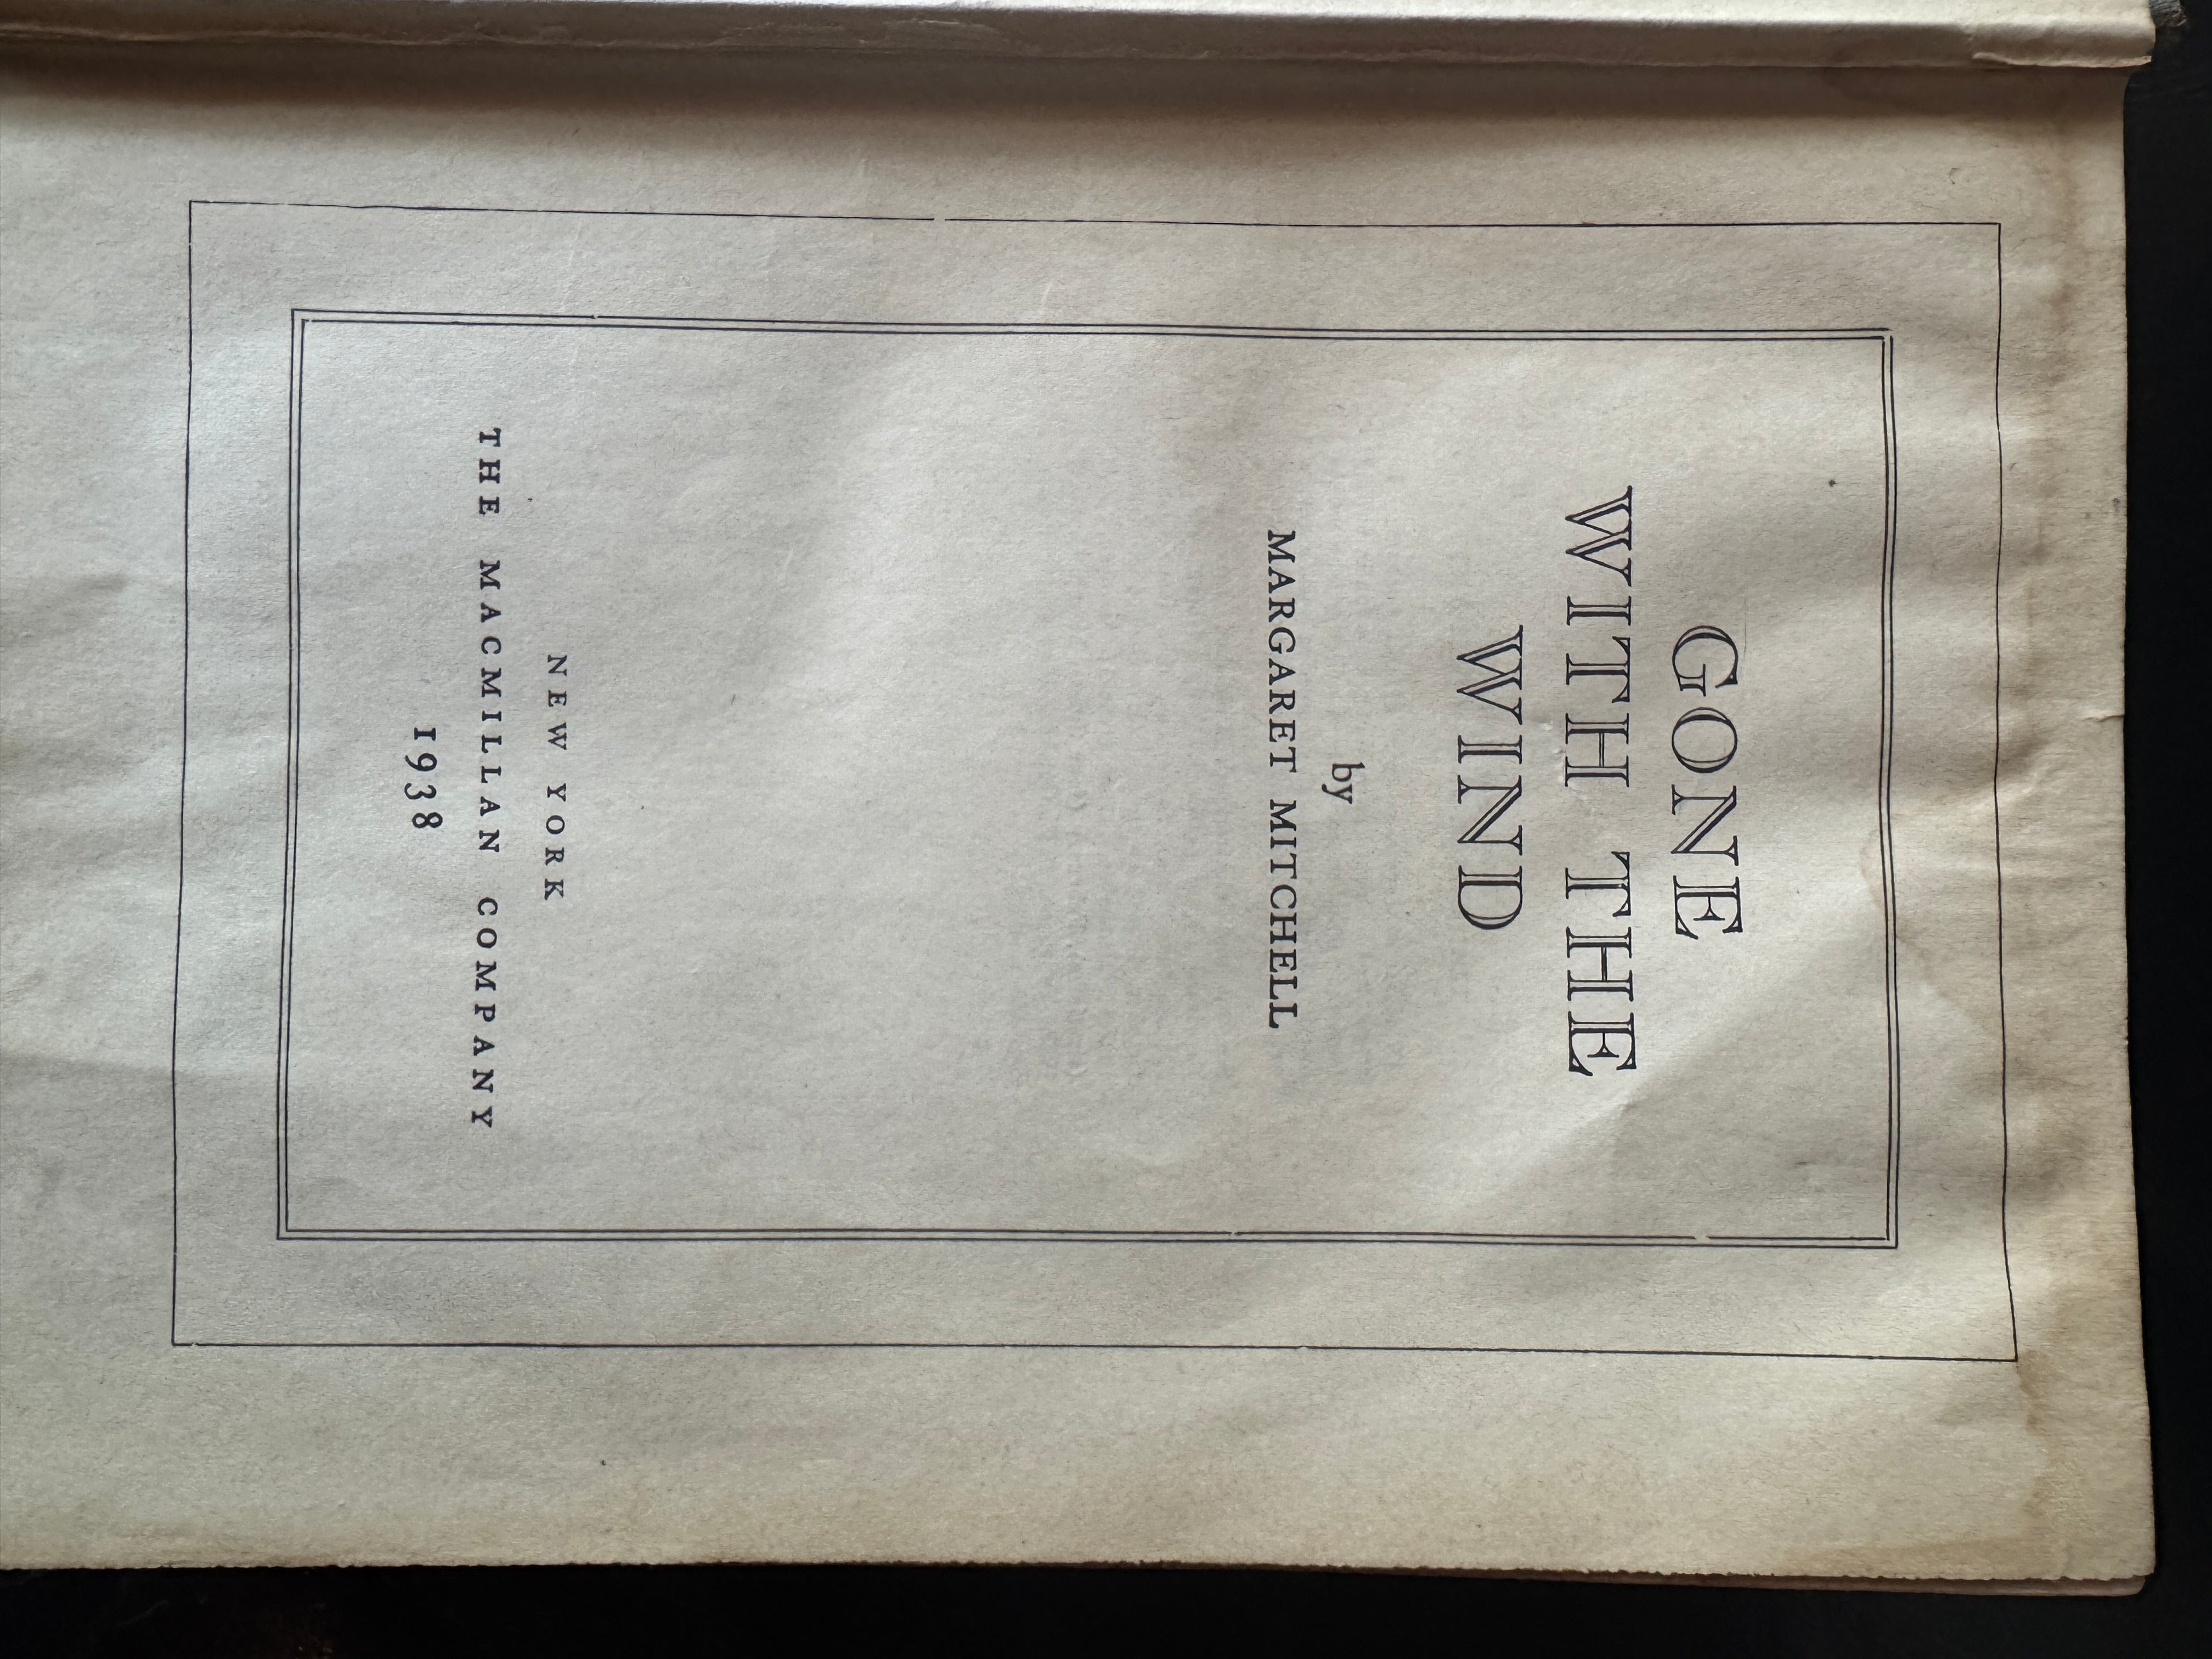 GONE
WITH THE
WIND
by
MARGARET MITCHELL
NEW YORK
THE MACMILLAN COMPANY
1938